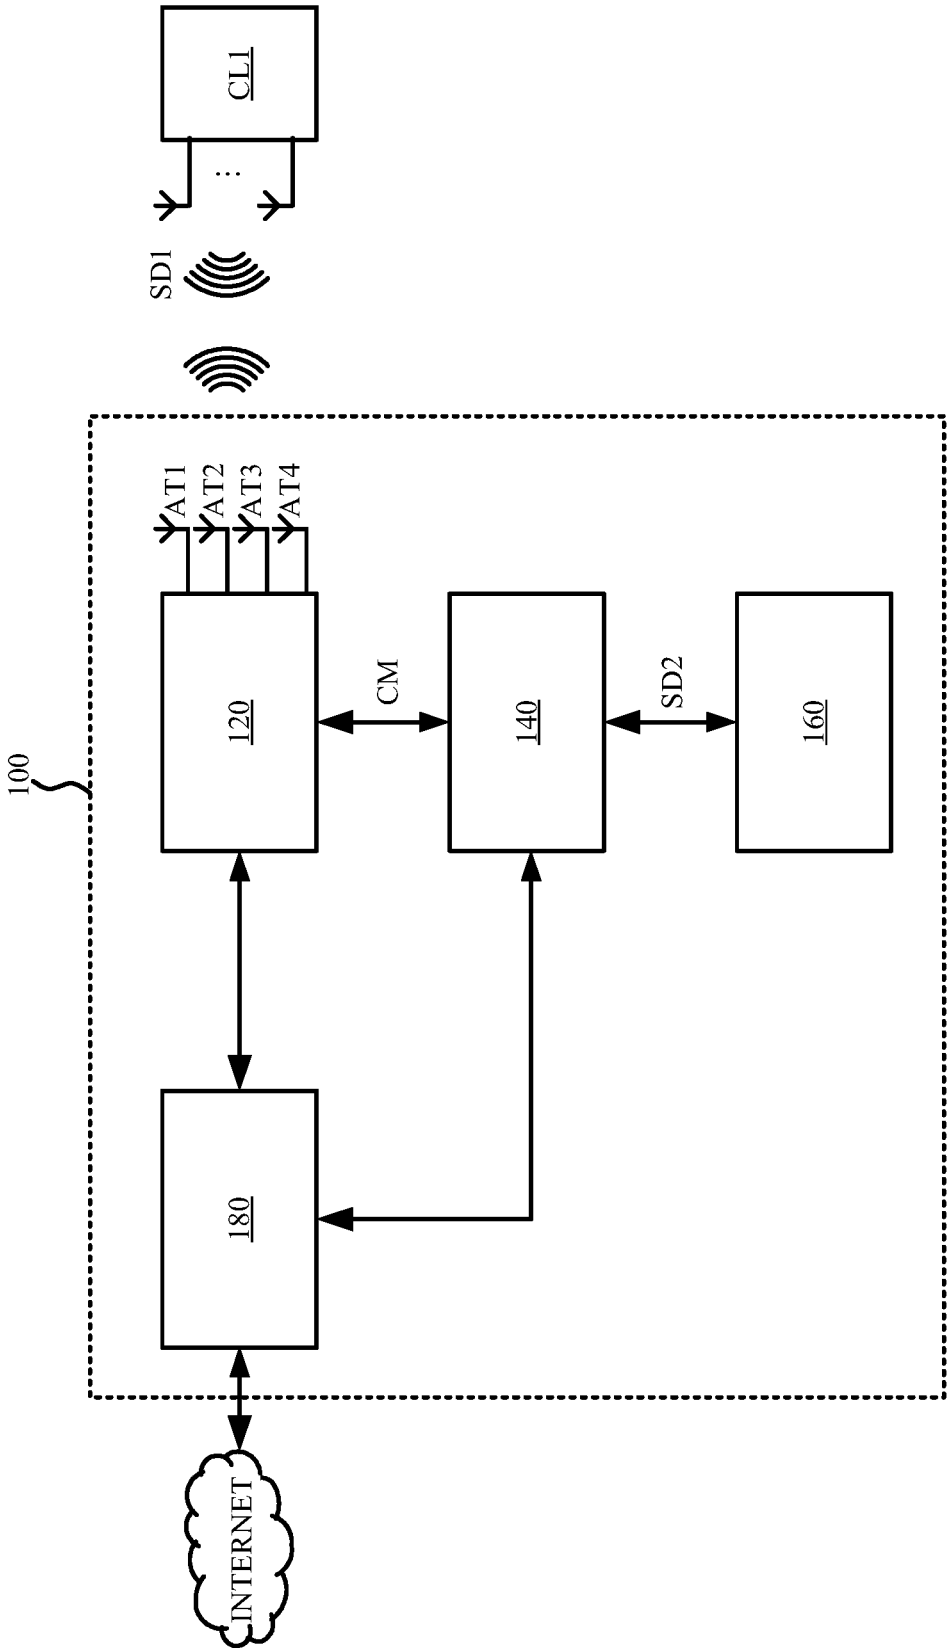 100
INTERNET
180
120
AT1
AT2
AT3
AT4
SD1
...
CL1
CM
140
SD2
160